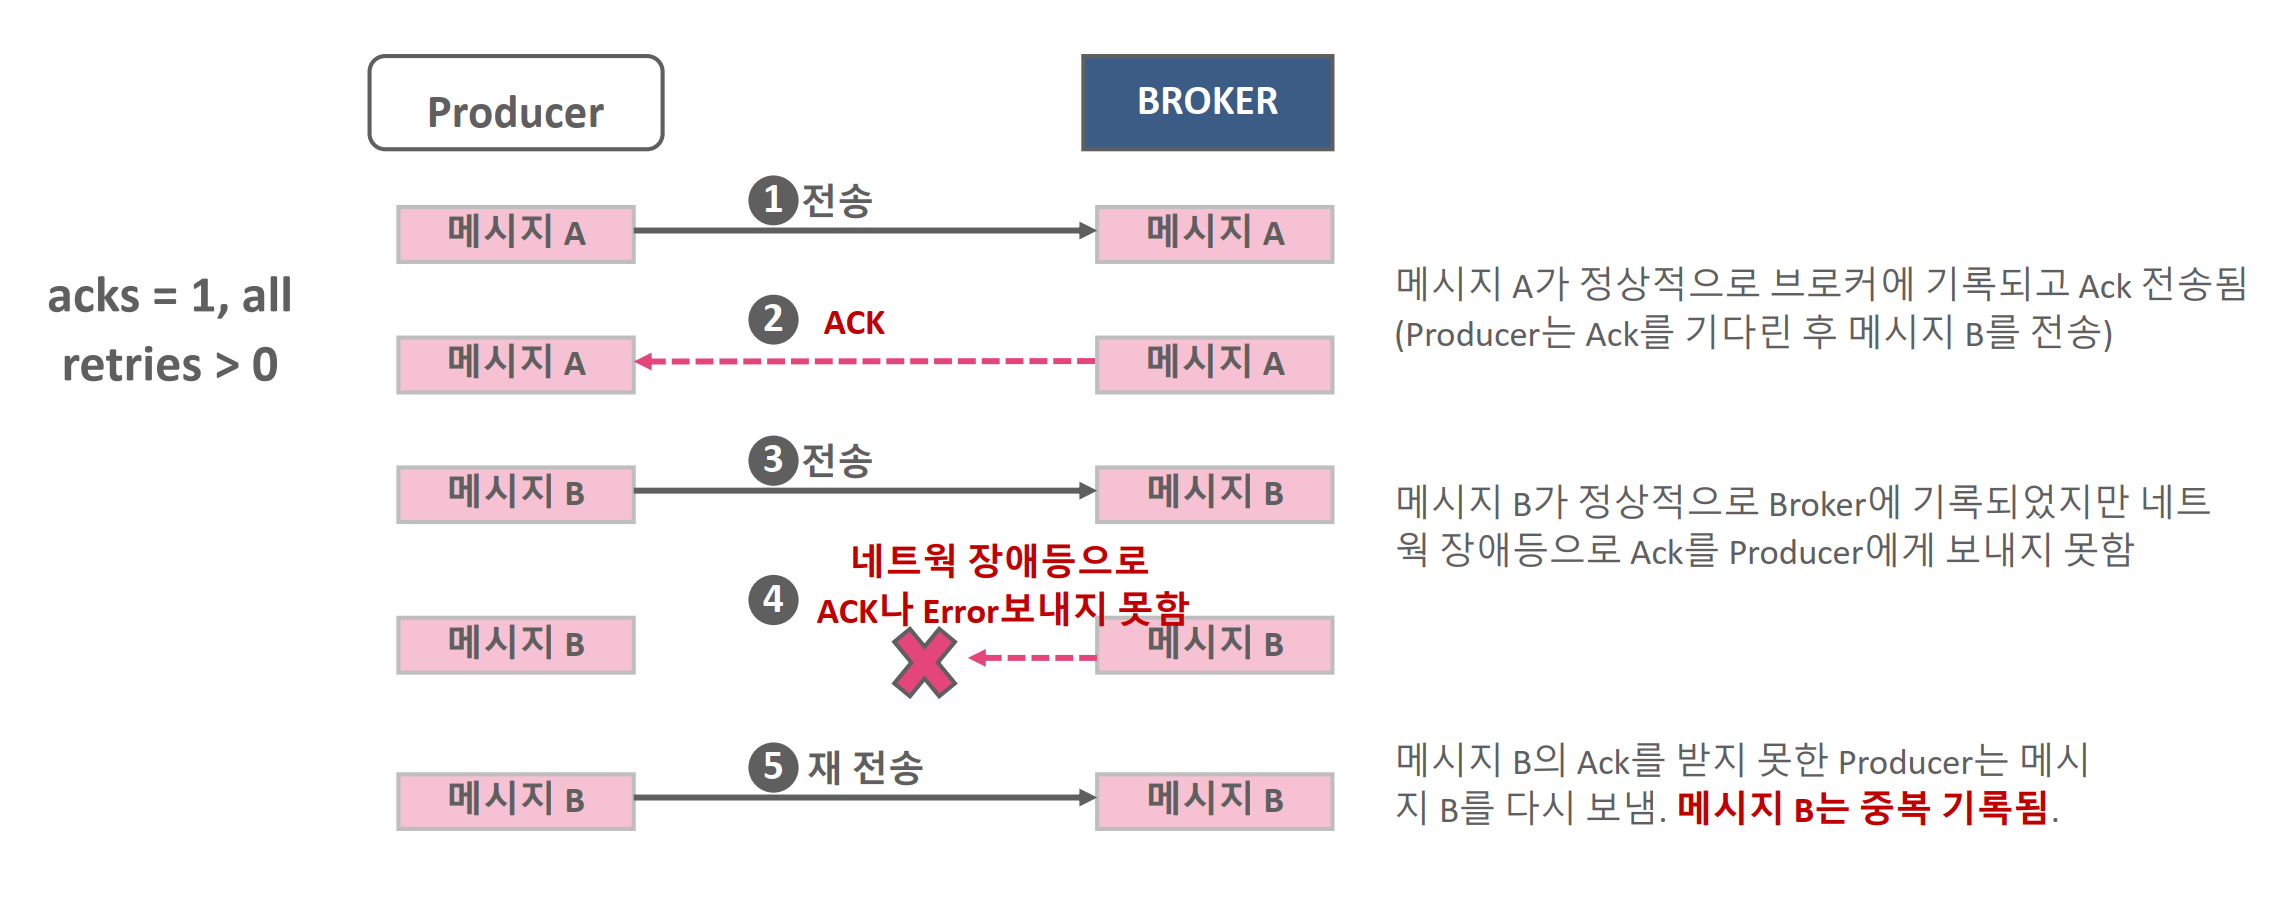 Producer
BROKER
acks = 1, all
retries > 0
1 전송
메시지 A
메시지 A
2 ACK
메시지 A
메시지 A
메시지 A가 정상적으로 브로커에 기록되고 Ack 전송됨
(Producer는 Ack를 기다린 후 메시지 B를 전송)
3 전송
메시지 B
메시지 B
메시지 B가 정상적으로 Broker에 기록되었지만 네트
웍 장애등으로 Ack를 Producer에게 보내지 못함
네트웍 장애등으로
4 ACK나 Error보내지 못함
메시지 B
메시지 B
5 재 전송
메시지 B
메시지 B
메시지 B의 Ack를 받지 못한 Producer는 메시
지 B를 다시 보냄. 메시지 B는 중복 기록됨.